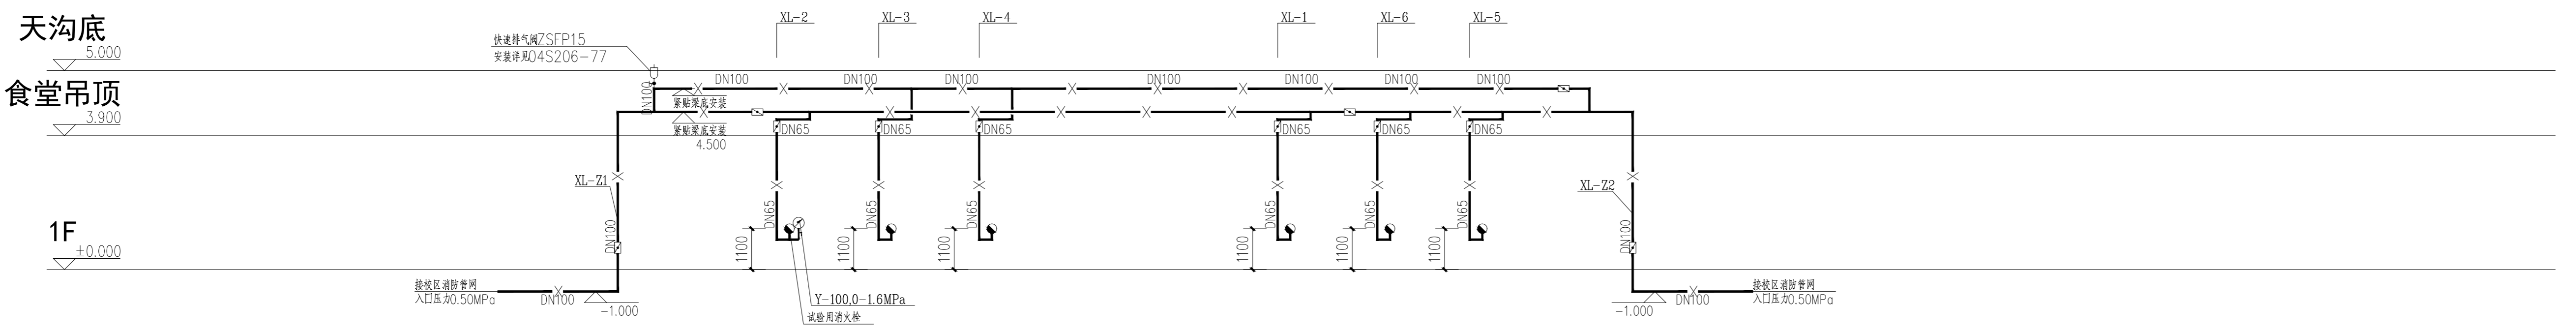 天沟底
5.000
食堂吊顶
3.900
1F
±0.000
快速排气阀ZSFP15
安装详见04S206-77
XL-2
XL-3
XL-4
XL-1
XL-6
XL-5
DN100
DN100
DN100
DN100
DN100
DN100
DN100
DN100
紧贴梁底安装
紧贴梁底安装
4.500
DN65
DN65
DN65
DN65
DN65
DN65
XL-Z1
XL-Z2
DN100
DN65
DN65
DN65
DN65
DN65
DN65
DN100
1100
1100
1100
1100
1100
1100
接校区消防管网
入口压力0.50MPa
DN100
-1.000
Y-100,0-1.6MPa
试验用消火栓
-1.000
DN100
接校区消防管网
入口压力0.50MPa